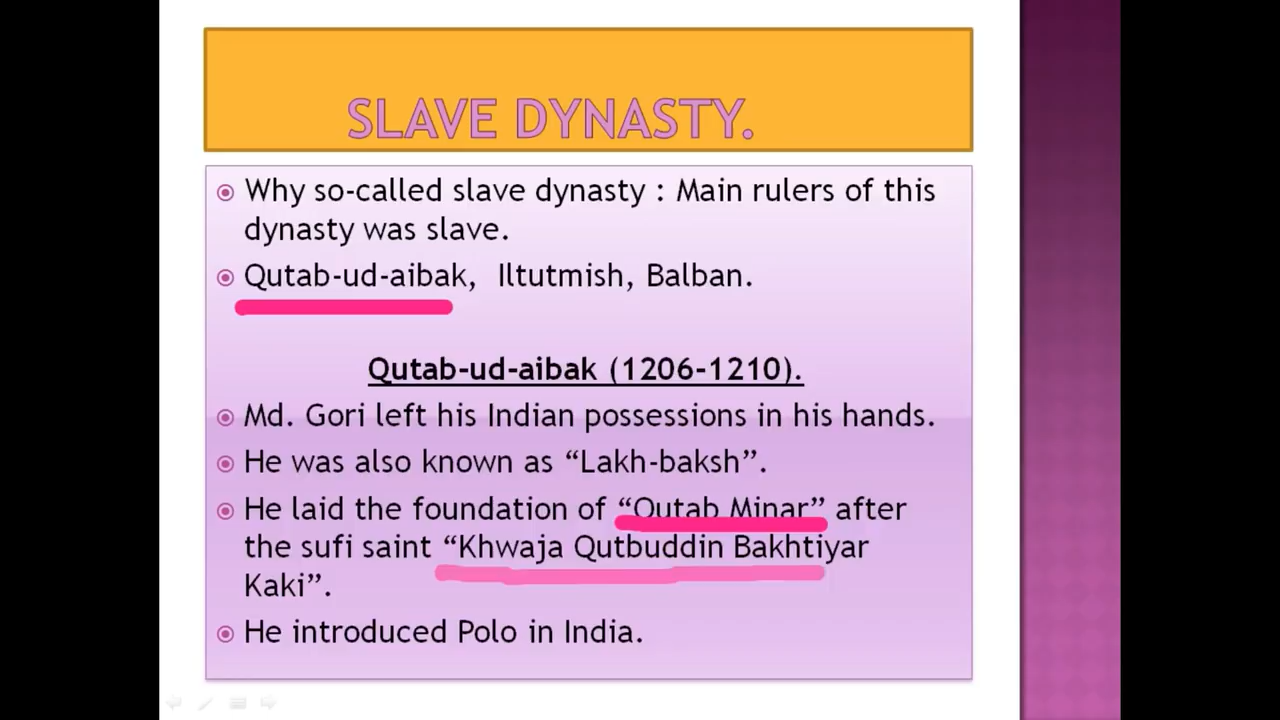 SLAVE DYNASTY.
Why so-called slave dynasty : Main rulers of this
dynasty was slave.
Qutab-ud-aibak, Iltutmish, Balban.
Qutab-ud-aibak (1206-1210).
Md. Gori left his Indian possessions in his hands.
He was also known as “Lakh-baksh”.
He laid the foundation of “Qutab Minar” after
the sufi saint “Khwaja Qutbuddin Bakhtiyar
Kaki”.
He introduced Polo in India.